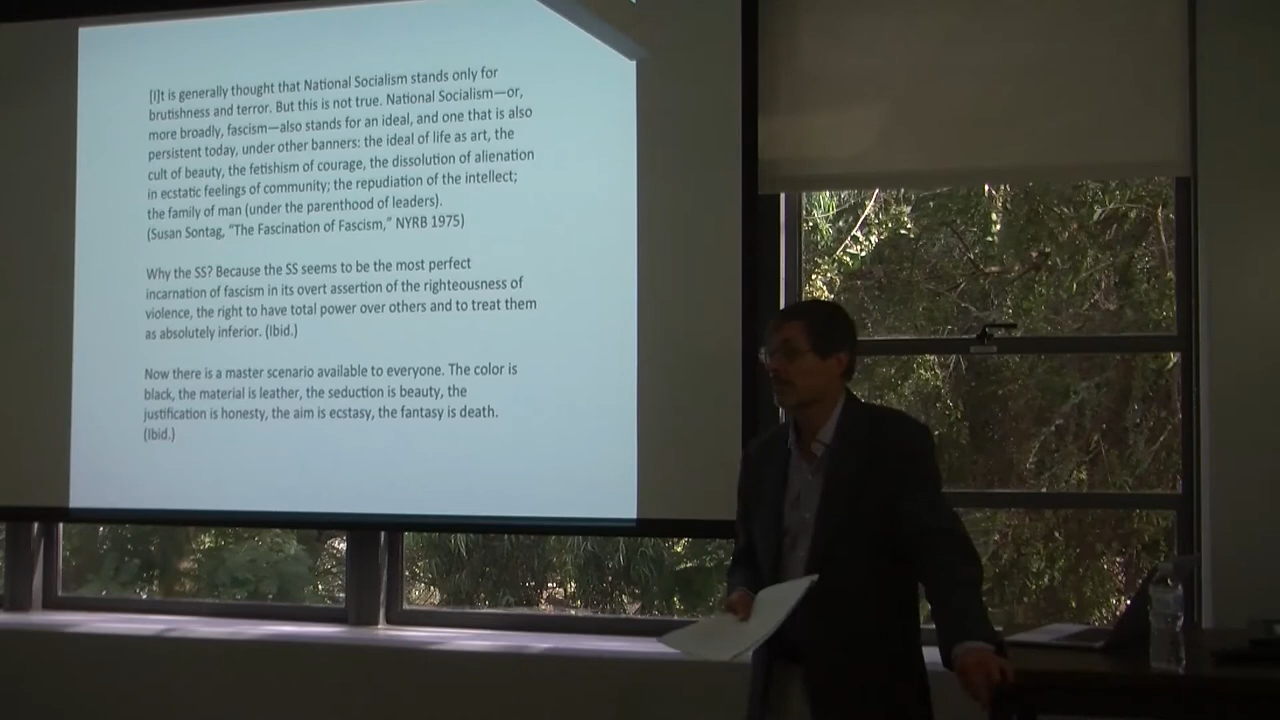 [I]t is generally thought that National Socialism stands only for
brutishness and terror. But this is not true. National Socialism—or,
more broadly, fascism—also stands for an ideal, and one that is also
persistent today, under other banners: the ideal of life as art, the
cult of beauty, the fetishism of courage, the dissolution of alienation
in ecstatic feelings of community; the repudiation of the intellect;
the family of man (under the parenthood of leaders).
(Susan Sontag, “The Fascination of Fascism,” NYRB 1975)
Why the SS? Because the SS seems to be the most perfect
incarnation of fascism in its overt assertion of the righteousness of
violence, the right to have total power over others and to treat them
as absolutely inferior. (Ibid.)
Now there is a master scenario available to everyone. The color is
black, the material is leather, the seduction is beauty, the
justification is honesty, the aim is ecstasy, the fantasy is death.
(Ibid.)